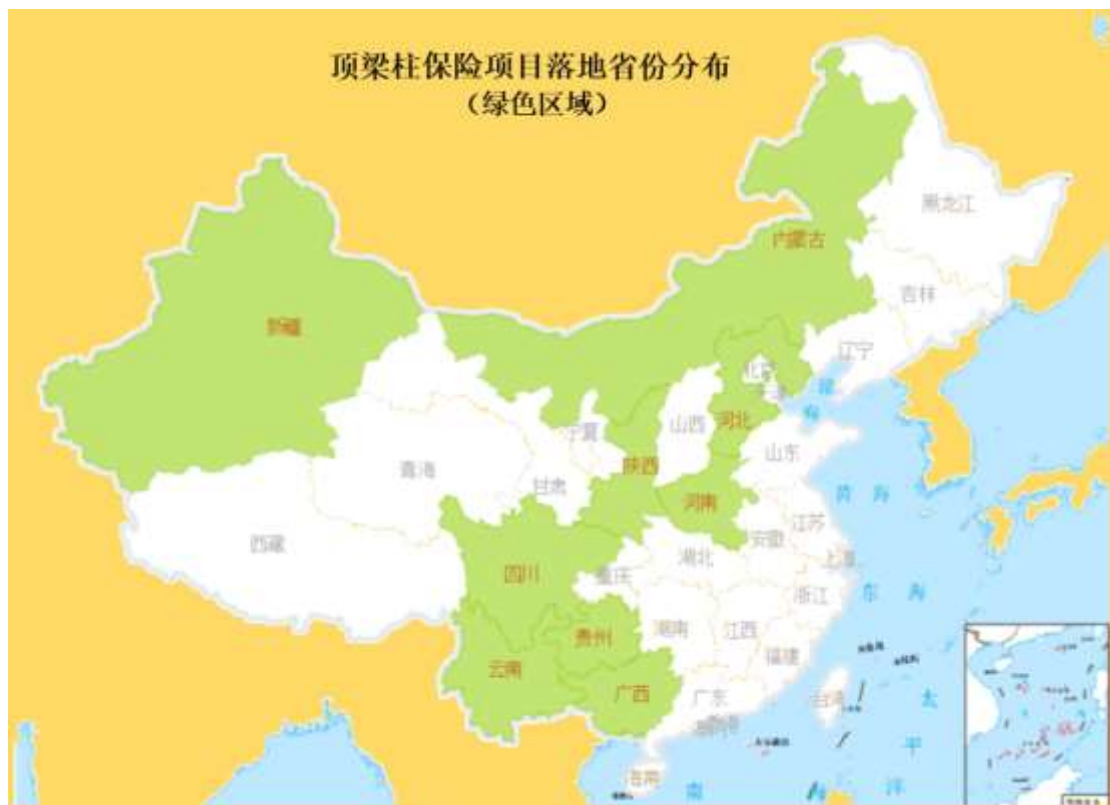 顶梁柱保险项目落地省份分布
（绿色区域）
黑龙江
内蒙古
吉林
新疆
辽宁
北京
渤
海
河北
山西
宁夏
山东
陕西
青海
甘肃
河南
黄 海
江苏
安徽
西藏
湖北
上海
四川
重庆
浙江
东 海
贵州
湖南
江西
福建
云南
广西
广东
台湾
太
平
洋
海南
南 海